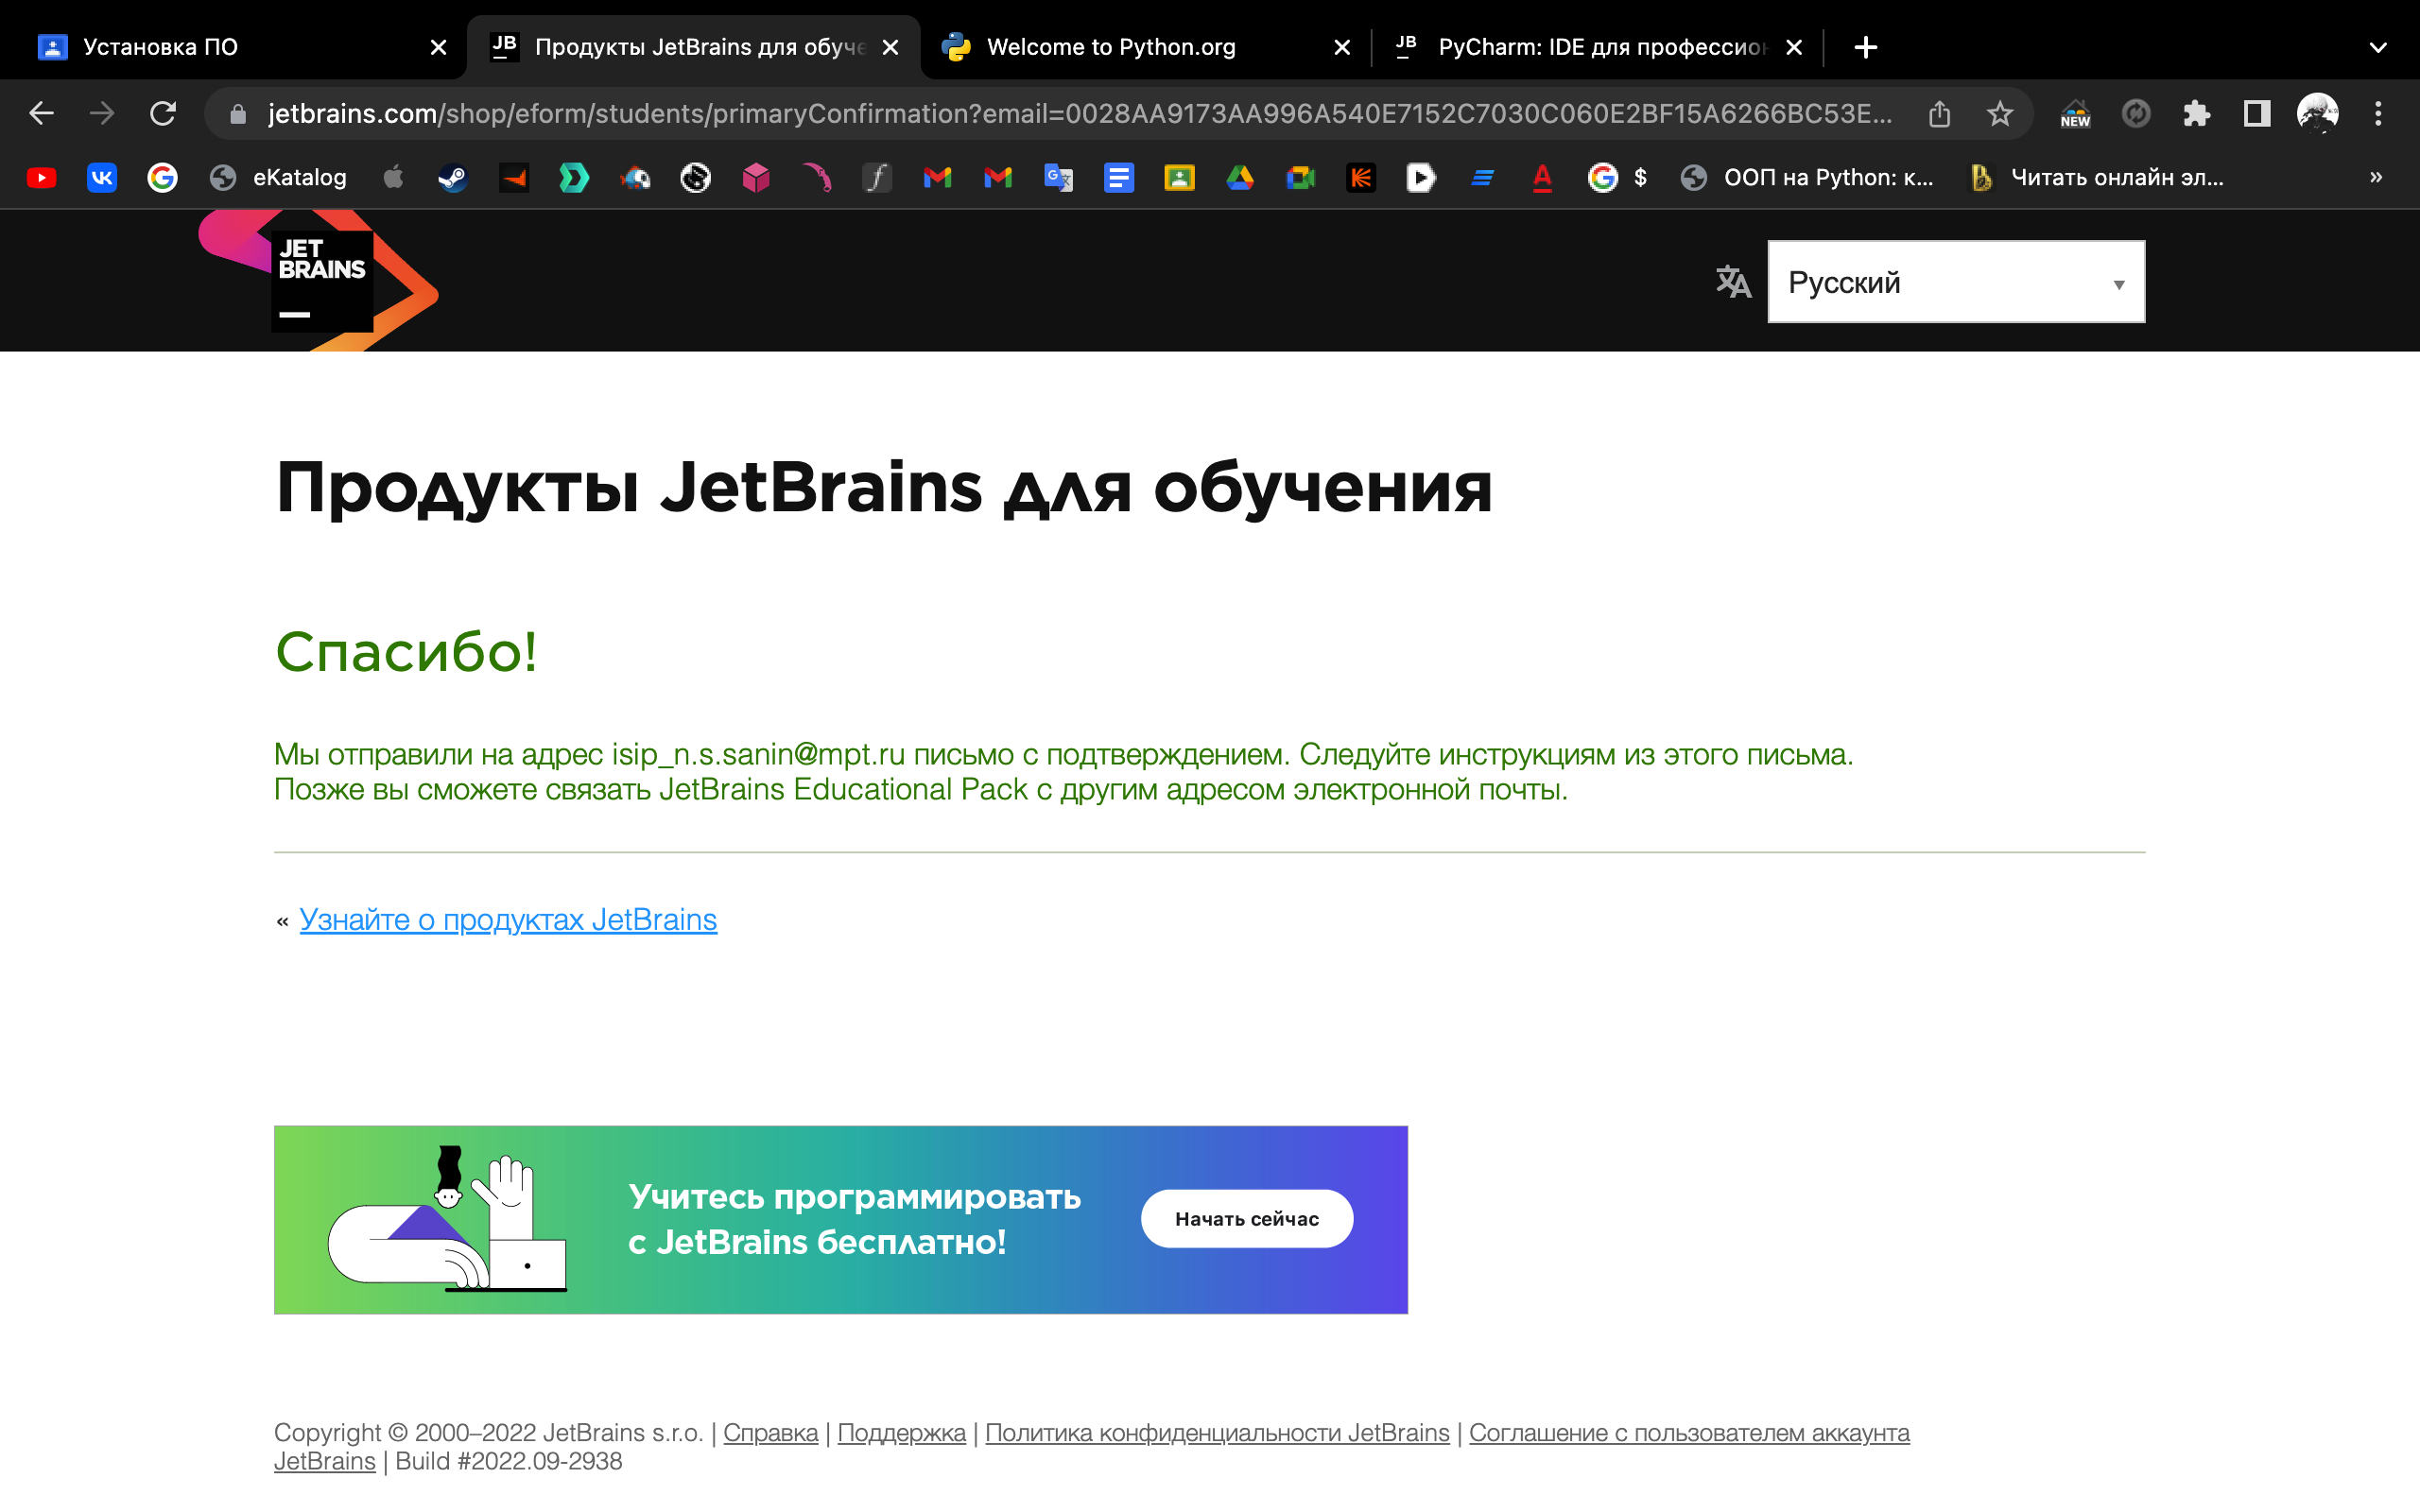 Установка ПО
JB Продукты JetBrains для обуче
Welcome to Python.org
JB PyCharm: IDE для профессион
jetbrains.com/shop/eform/students/primaryConfirmation?email=0028AA9173AA996A540E7152C7030C060E2BF15A6266BC53E...
NEW
eKatalog
$
ООП на Python: к...
Читать онлайн эл...
»
JET
BRAINS
Русский
Продукты JetBrains для обучения
Спасибо!
Мы отправили на адрес isip_n.s.sanin@mpt.ru письмо с подтверждением. Следуйте инструкциям из этого письма.
Позже вы сможете связать JetBrains Educational Pack с другим адресом электронной почты.
« Узнайте о продуктах JetBrains
Учитесь программировать
с JetBrains бесплатно!
Начать сейчас
Copyright © 2000–2022 JetBrains s.r.o. | Справка | Поддержка | Политика конфиденциальности JetBrains | Соглашение с пользователем аккаунта
JetBrains | Build #2022.09-2938